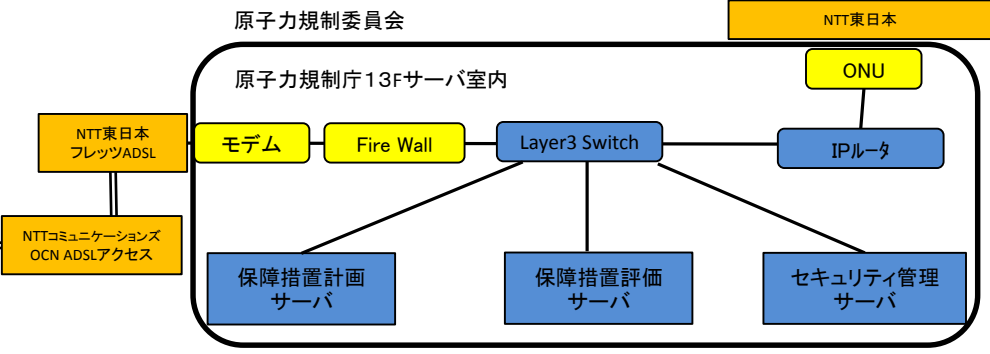 原子力規制委員会
NTT東日本
原子力規制庁13Fサーバ室内
ONU
NTT東日本
フレッツADSL
モデム
Fire Wall
Layer3 Switch
IPルータ
NTTコミュニケーションズ
OCN ADSLアクセス
保障措置計画
サーバ
保障措置評価
サーバ
セキュリティ管理
サーバ